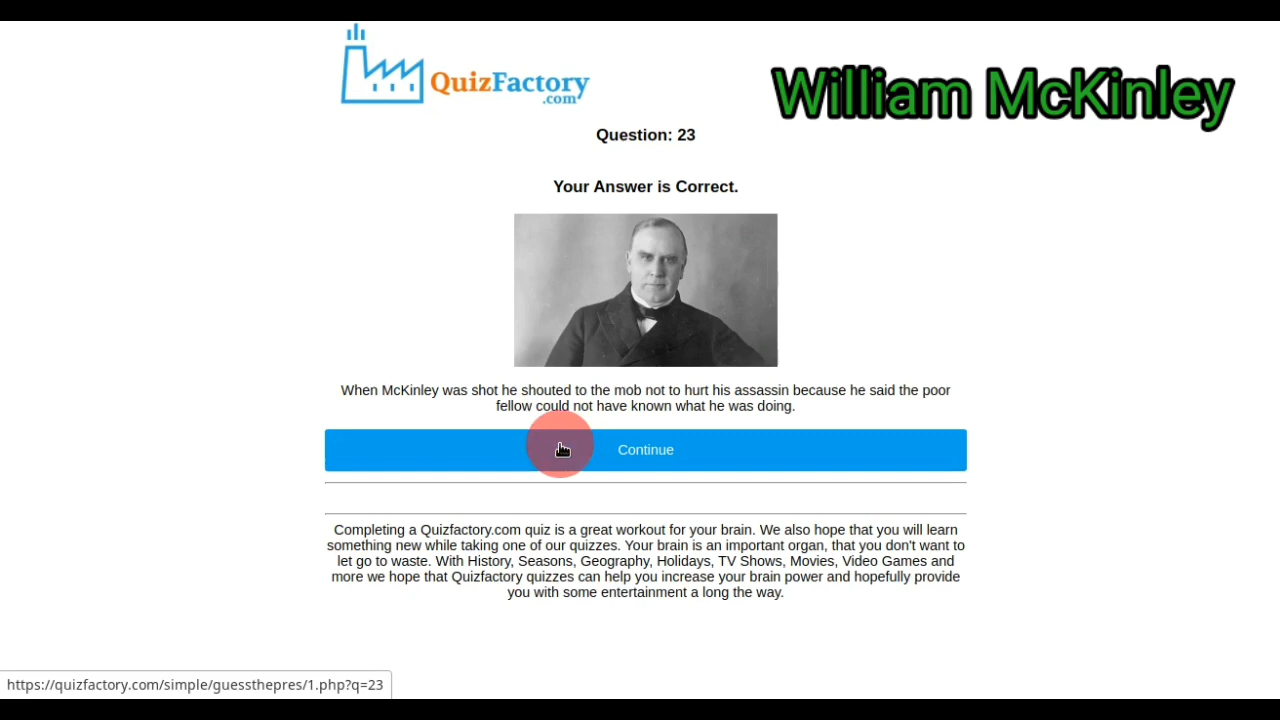 QuizFactory
.com
William McKinley
Question: 23
Your Answer is Correct.
When McKinley was shot he shouted to the mob not to hurt his assassin because he said the poor
fellow could not have known what he was doing.
Continue
Completing a Quizfactory.com quiz is a great workout for your brain. We also hope that you will learn
something new while taking one of our quizzes. Your brain is an important organ, that you don't want to
let go to waste. With History, Seasons, Geography, Holidays, TV Shows, Movies, Video Games and
more we hope that Quizfactory quizzes can help you increase your brain power and hopefully provide
you with some entertainment a long the way.
https://quizfactory.com/simple/guessthepres/1.php?q=23